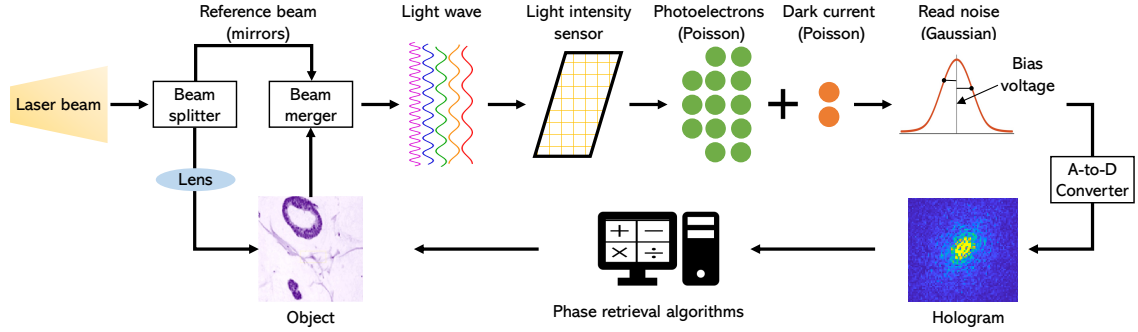 Reference beam
(mirrors)
Light wave
Light intensity
sensor
Photoelectrons
(Poisson)
Dark current
(Poisson)
Read noise
(Gaussian)
Bias
voltage
Laser beam
Beam
splitter
Beam
merger
Lens
A-to-D
Converter
Object
Phase retrieval algorithms
Hologram